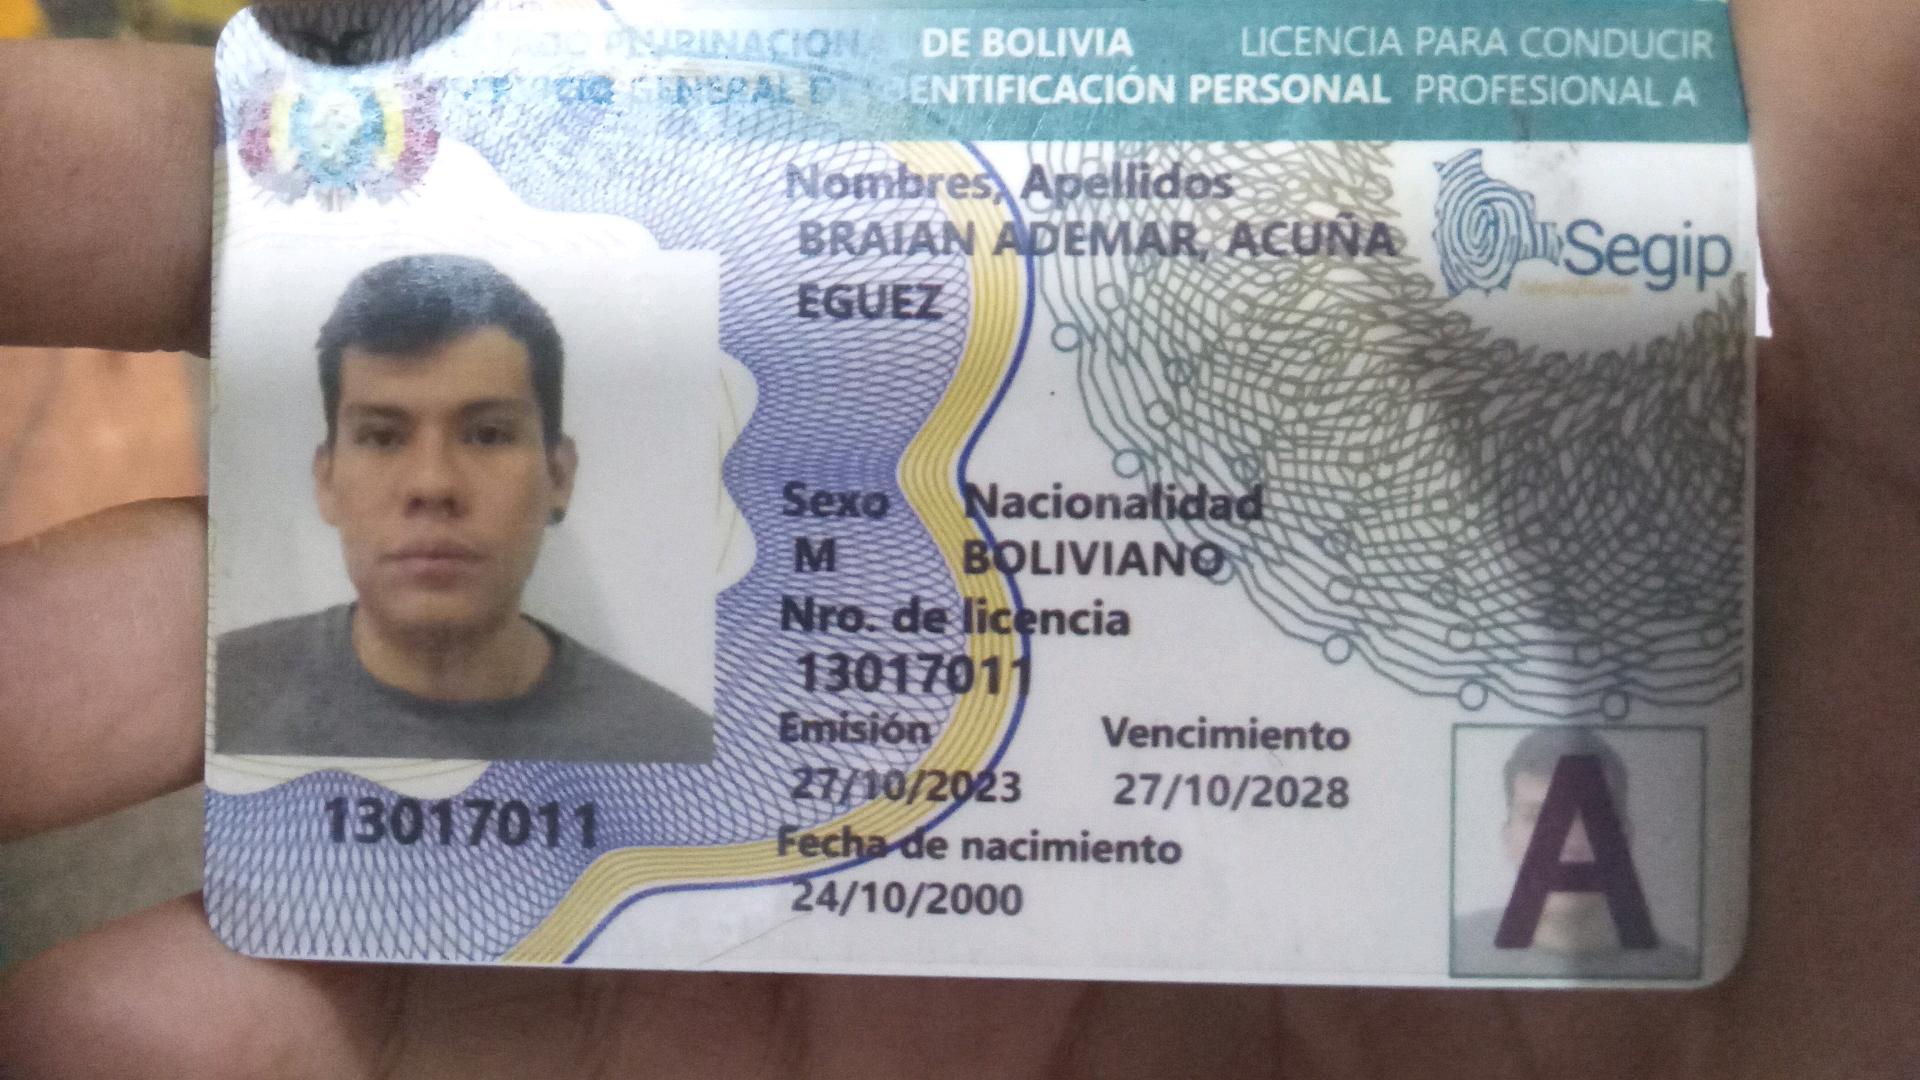 PLURINACIONAL DE BOLIVIA LICENCIA PARA CONDUCIR
GENERAL DE IDENTIFICACIÓN PERSONAL PROFESIONAL A
Segip
Nombres, Apellidos
BRAIAN ADEMAR, ACUÑA
EGUEZ
Sexo Nacionalidad
M BOLIVIANO
Nro. de licencia
13017011
Emisión Vencimiento
27/10/2023 27/10/2028
Fecha de nacimiento
24/10/2000
13017011
A